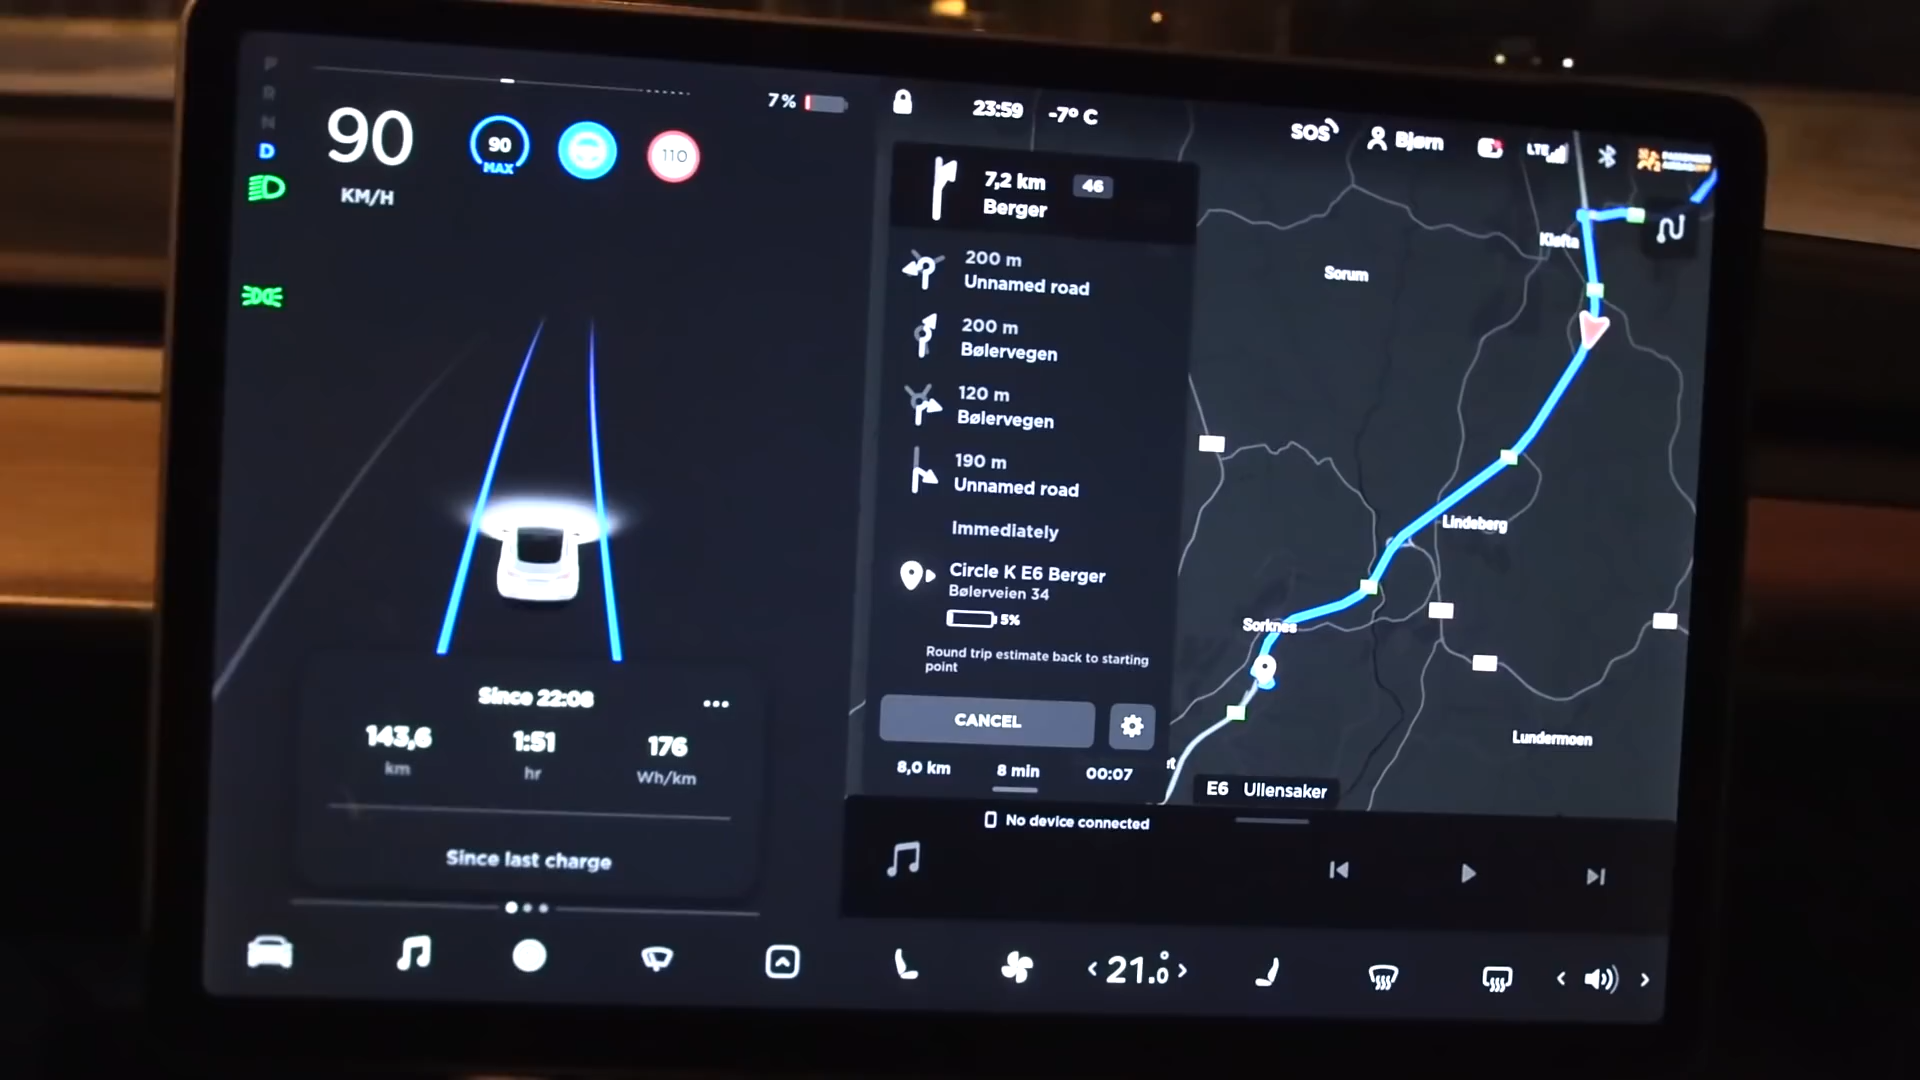 P
R
N
D
90
KM/H
90
MAX
110
7%
23:59
-7° C
SOS
Bjørn
LTE
7,2 km
46
Berger
200 m
Unnamed road
200 m
Bølervegen
120 m
Bølervegen
190 m
Unnamed road
Immediately
Circle K E6 Berger
Bølerveien 34
5%
Round trip estimate back to starting
point
CANCEL
8,0 km
8 min
00:07
Kløfta
Sorum
Lindeberg
Sorknes
Lundermoen
E6 Ullensaker
Since 22:08
143,6
km
1:51
hr
176
Wh/km
Since last charge
No device connected
21.0